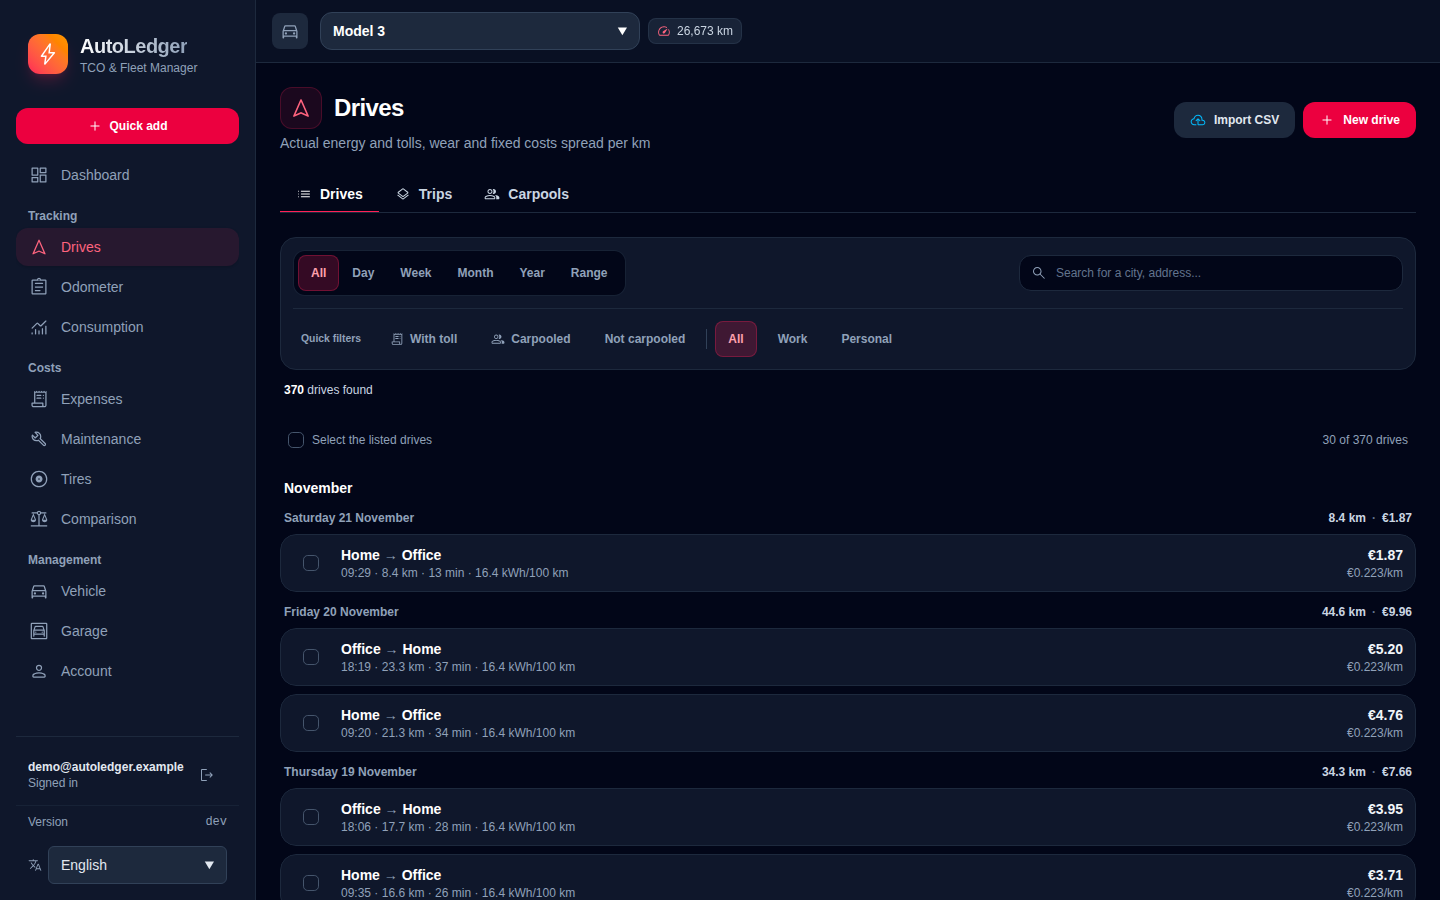 AutoLedger
TCO & Fleet Manager
Quick add
Dashboard
Tracking
Drives
Odometer
Consumption
Costs
Expenses
Maintenance
Tires
Comparison
Management
Vehicle
Garage
Account
demo@autoledger.example
Signed in
Version dev
English
Model 3
26,673 km
Drives
Actual energy and tolls, wear and fixed costs spread per km
Import CSV
New drive
Drives Trips Carpools
All Day Week Month Year Range
Search for a city, address...
Quick filters With toll Carpooled Not carpooled All Work Personal
370 drives found
Select the listed drives 30 of 370 drives
November
Saturday 21 November 8.4 km · €1.87
Home → Office €1.87
09:29 · 8.4 km · 13 min · 16.4 kWh/100 km €0.223/km
Friday 20 November 44.6 km · €9.96
Office → Home €5.20
18:19 · 23.3 km · 37 min · 16.4 kWh/100 km €0.223/km
Home → Office €4.76
09:20 · 21.3 km · 34 min · 16.4 kWh/100 km €0.223/km
Thursday 19 November 34.3 km · €7.66
Office → Home €3.95
18:06 · 17.7 km · 28 min · 16.4 kWh/100 km €0.223/km
Home → Office €3.71
09:35 · 16.6 km · 26 min · 16.4 kWh/100 km €0.223/km